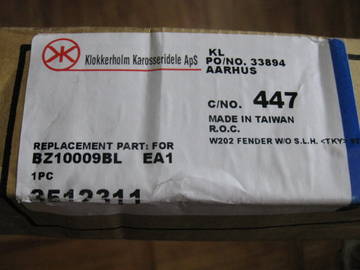 Klokkerholm Karosseridele ApS
KL
PO/NO. 33894
AARHUS
C/NO. 447
MADE IN TAIWAN
R.O.C.
W202 FENDER W/O S.L.H. <TKY>
REPLACEMENT PART: FOR
BZ10009BL EA1
1PC
3512311